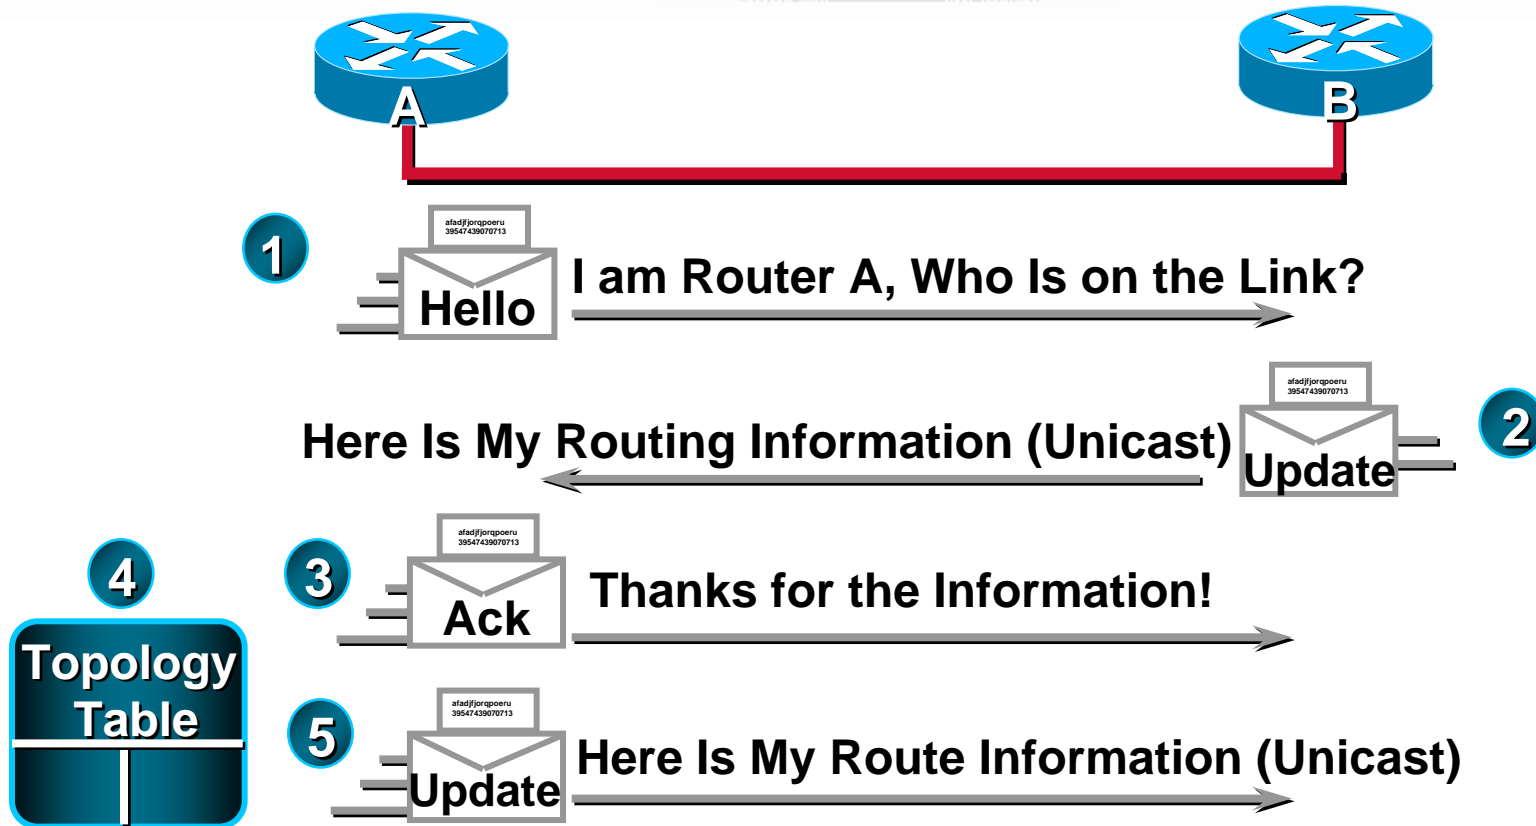 A
B
1
afadjfjorqpoeru
39547439070713
Hello
I am Router A, Who Is on the Link?
Here Is My Routing Information (Unicast)
afadjfjorqpoeru
39547439070713
Update
2
4
Topology
Table
3
afadjfjorqpoeru
39547439070713
Ack
Thanks for the Information!
5
afadjfjorqpoeru
39547439070713
Update
Here Is My Route Information (Unicast)